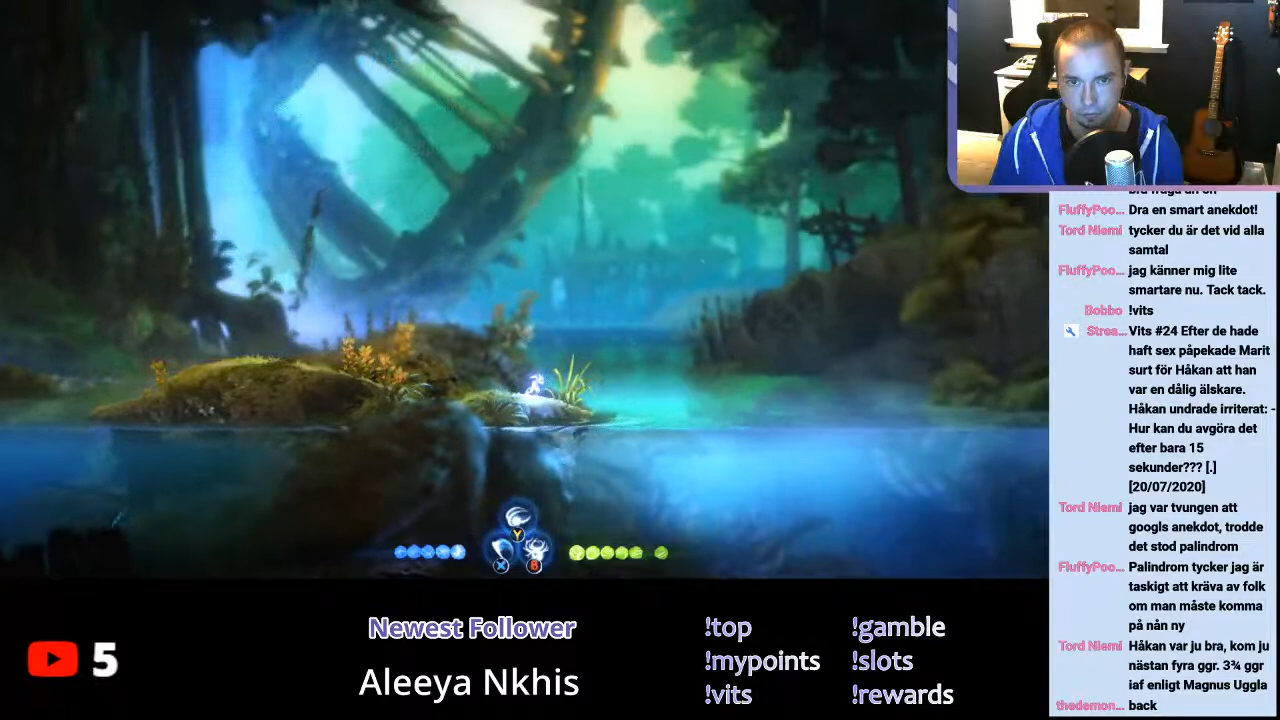 FluffyPoo... Dra en smart anekdot!
Tord Niemi tycker du är det vid alla
samtal
FluffyPoo... jag känner mig lite
smartare nu. Tack tack.
Bobbo !vits
Strea... Vits #24 Efter de hade
haft sex påpekade Marit
surt för Håkan att han
var en dålig älskare.
Håkan undrade irriterat: -
Hur kan du avgöra det
efter bara 15
sekunder??? [.]
[20/07/2020]
Tord Niemi jag var tvungen att
googls anekdot, trodde
det stod palindrom
FluffyPoo... Palindrom tycker jag är
taskigt att kräva av folk
om man måste komma
på nån ny
Tord Niemi Håkan var ju bra, kom ju
nästan fyra ggr. 3¾ ggr
iaf enligt Magnus Uggla
thedemon... back
Y
X
B
Newest Follower
Aleeya Nkhis
5
!top
!mypoints
!vits
!gamble
!slots
!rewards